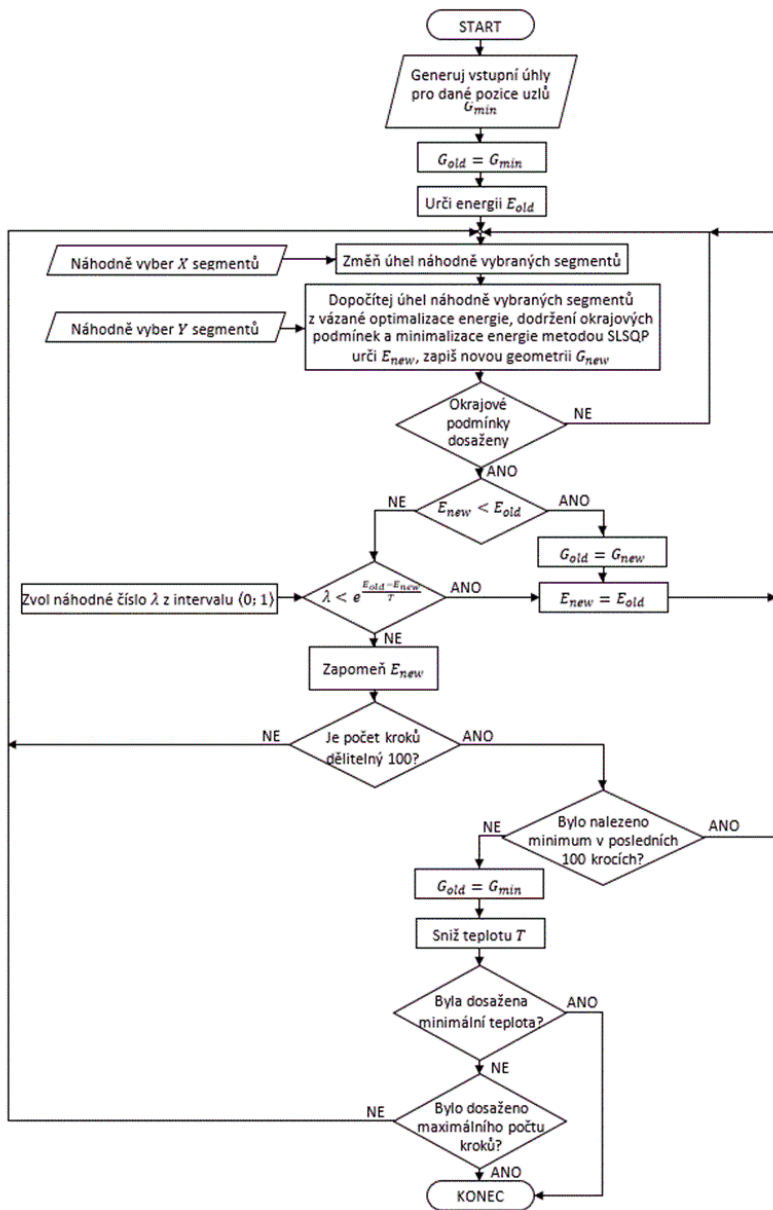 START
Generuj vstupní úhly
pro dané pozice uzlů
G_min
G_old = G_min
Urči energii E_old
Náhodně vyber X segmentů
Změň úhel náhodně vybraných segmentů
Náhodně vyber Y segmentů
Dopočítej úhel náhodně vybraných segmentů
z vázané optimalizace energie, dodržení okrajových
podmínek a minimalizace energie metodou SLSQP
urči E_new, zapiš novou geometrii G_new
Okrajové
podmínky
dosaženy
NE
ANO
E_new < E_old
NE
ANO
G_old = G_new
Zvol náhodné číslo λ z intervalu ⟨0; 1⟩
λ < e^((E_old−E_new)/T)
ANO
E_new = E_old
NE
Zapomeň E_new
Je počet kroků
dělitelný 100?
NE
ANO
Bylo nalezeno
minimum v posledních
100 krocích?
NE
ANO
G_old = G_min
Sniž teplotu T
Byla dosažena
minimální teplota?
ANO
NE
Bylo dosaženo
maximálního počtu
kroků?
NE
ANO
KONEC